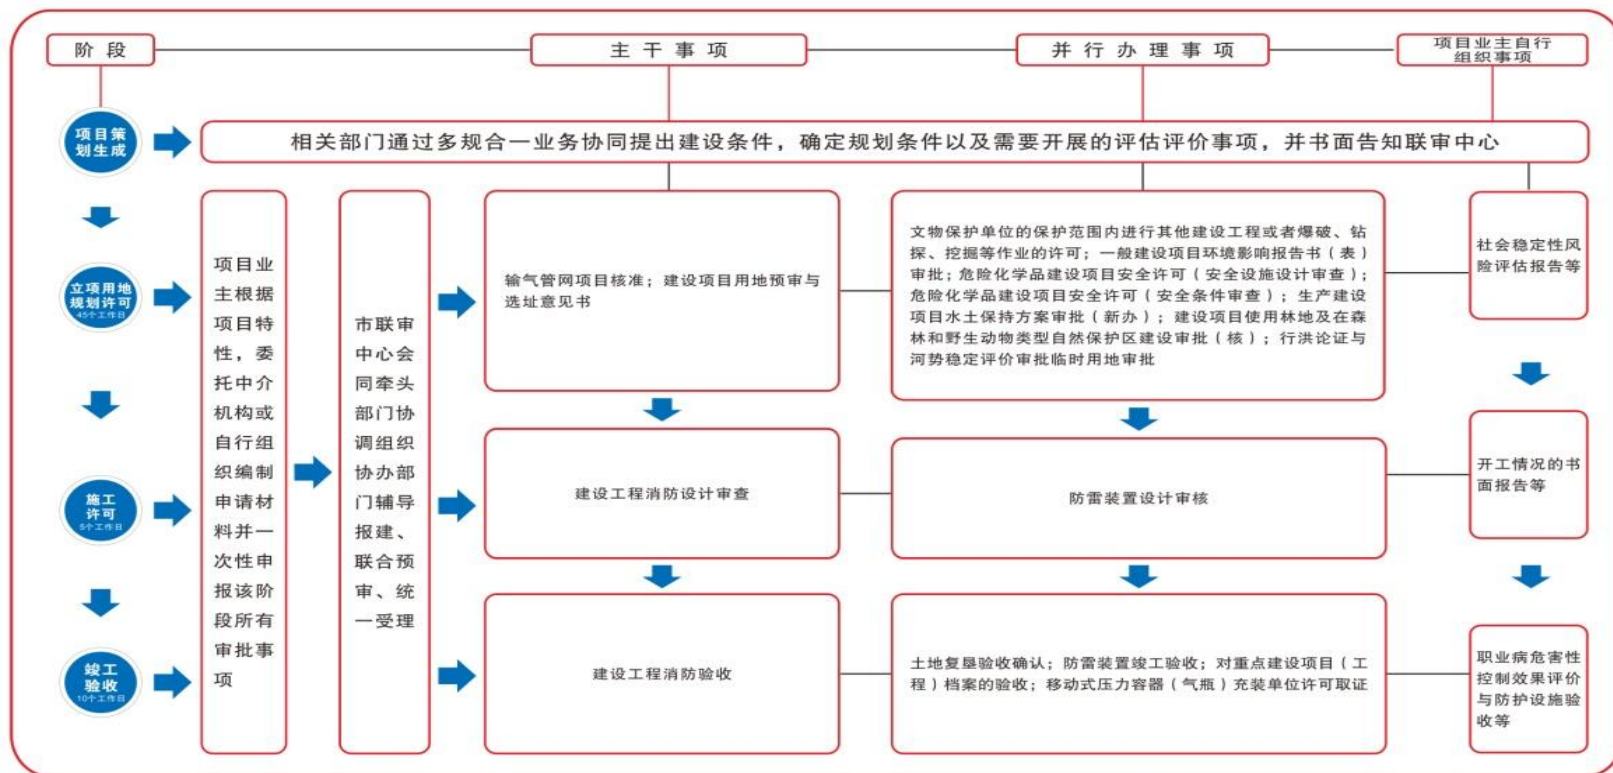 阶段
主干事项
并行办理事项
项目业主自行
组织事项
项目策
划生成
相关部门通过多规合一业务协同提出建设条件，确定规划条件以及需要开展的评估评价事项，并书面告知联审中心
立项用地
规划许可
45个工作日
项目业
主根据
项目特
性，委
托中介
机构或
自行组
织编制
申请材
料并一
次性申
报该阶
段所有
审批事
项
市联审
中心会
同牵头
部门协
调组织
协办部
门辅导
报建、
联合预
审、统
一受理
输气管网项目核准；建设项目用地预审与
选址意见书
文物保护单位的保护范围内进行其他建设工程或者爆破、钻
探、挖掘等作业的许可；一般建设项目环境影响报告书（表）
审批；危险化学品建设项目安全许可（安全设施设计审查）；
危险化学品建设项目安全许可（安全条件审查）；生产建设
项目水土保持方案审批（新办）；建设项目使用林地及在森
林和野生动物类型自然保护区建设审批（核）；行洪论证与
河势稳定评价审批临时用地审批
社会稳定性风
险评估报告等
施工
许可
5个工作日
建设工程消防设计审查
防雷装置设计审核
开工情况的书
面报告等
竣工
验收
10个工作日
建设工程消防验收
土地复垦验收确认；防雷装置竣工验收；对重点建设项目（工
程）档案的验收；移动式压力容器（气瓶）充装单位许可取证
职业病危害性
控制效果评价
与防护设施验
收等